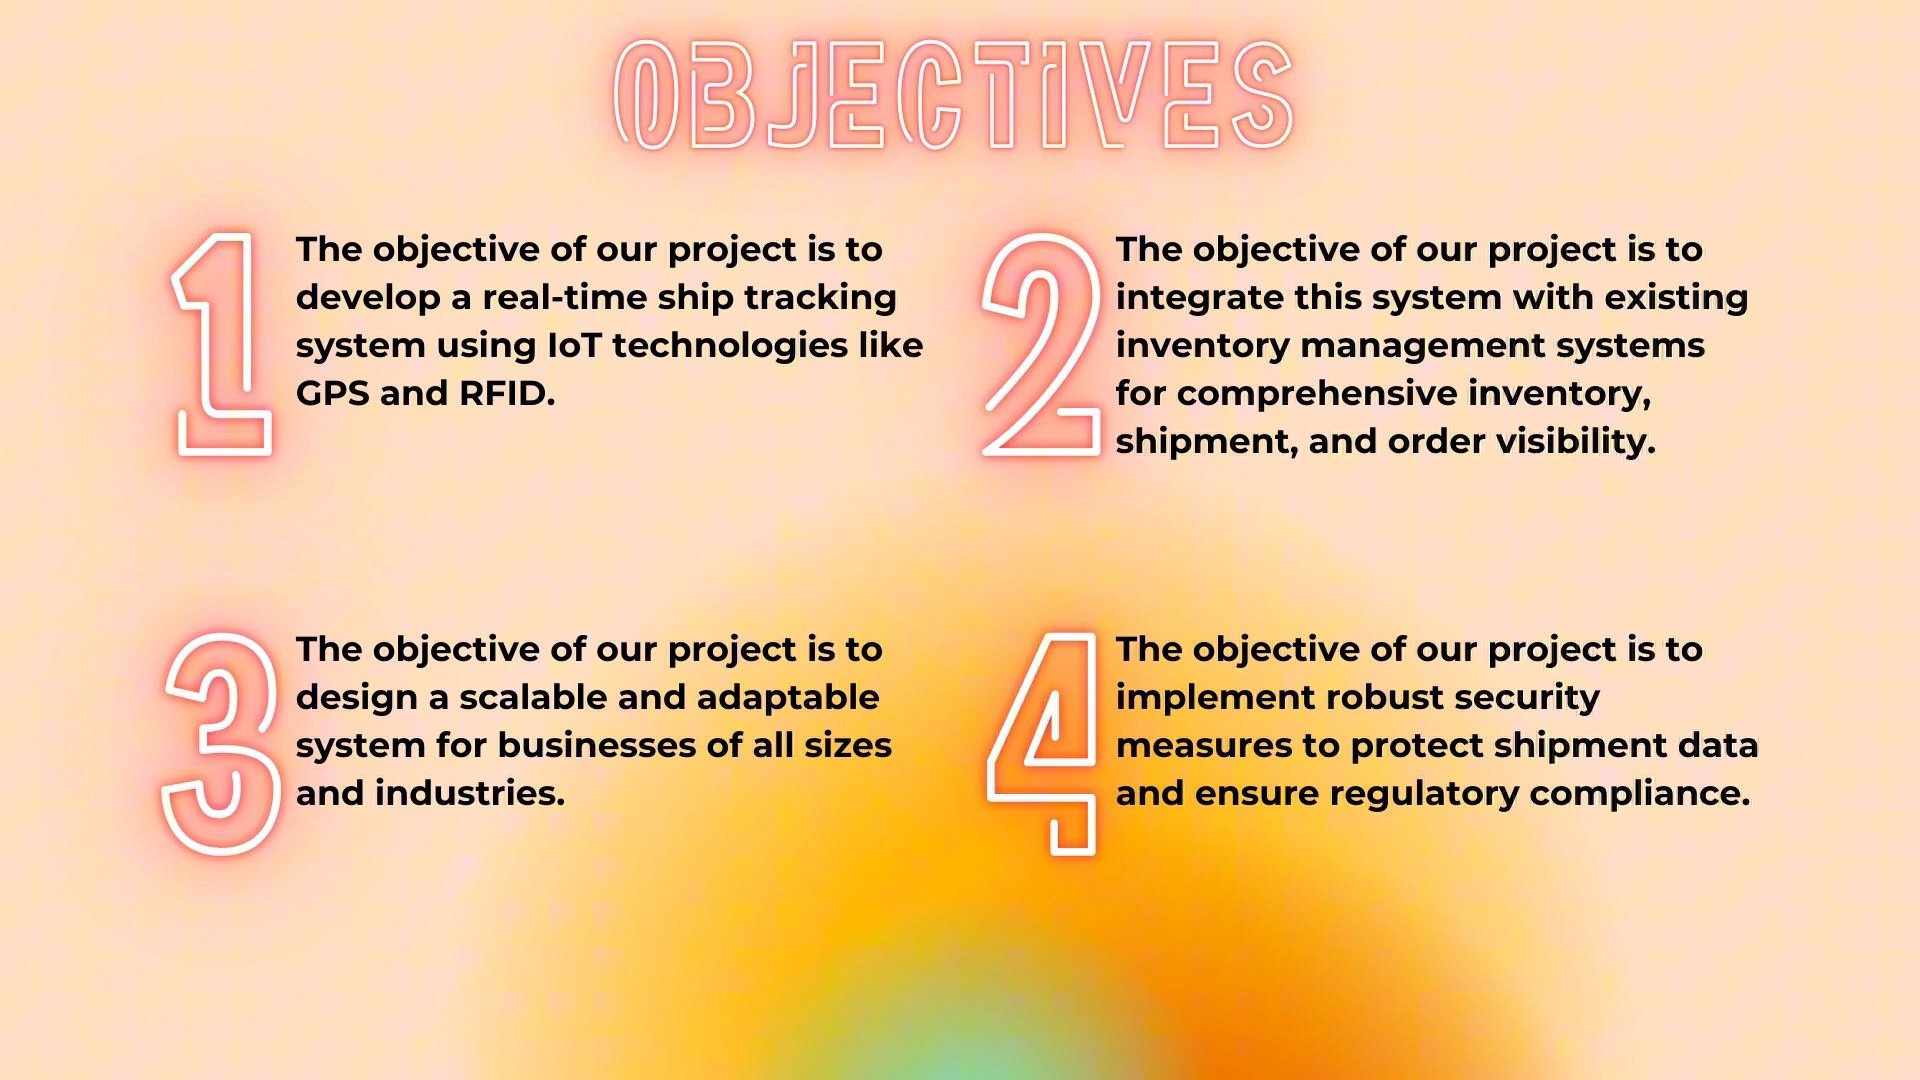 OBJECTIVES
1
The objective of our project is to
develop a real-time ship tracking
system using IoT technologies like
GPS and RFID.
2
The objective of our project is to
integrate this system with existing
inventory management systems
for comprehensive inventory,
shipment, and order visibility.
3
The objective of our project is to
design a scalable and adaptable
system for businesses of all sizes
and industries.
4
The objective of our project is to
implement robust security
measures to protect shipment data
and ensure regulatory compliance.